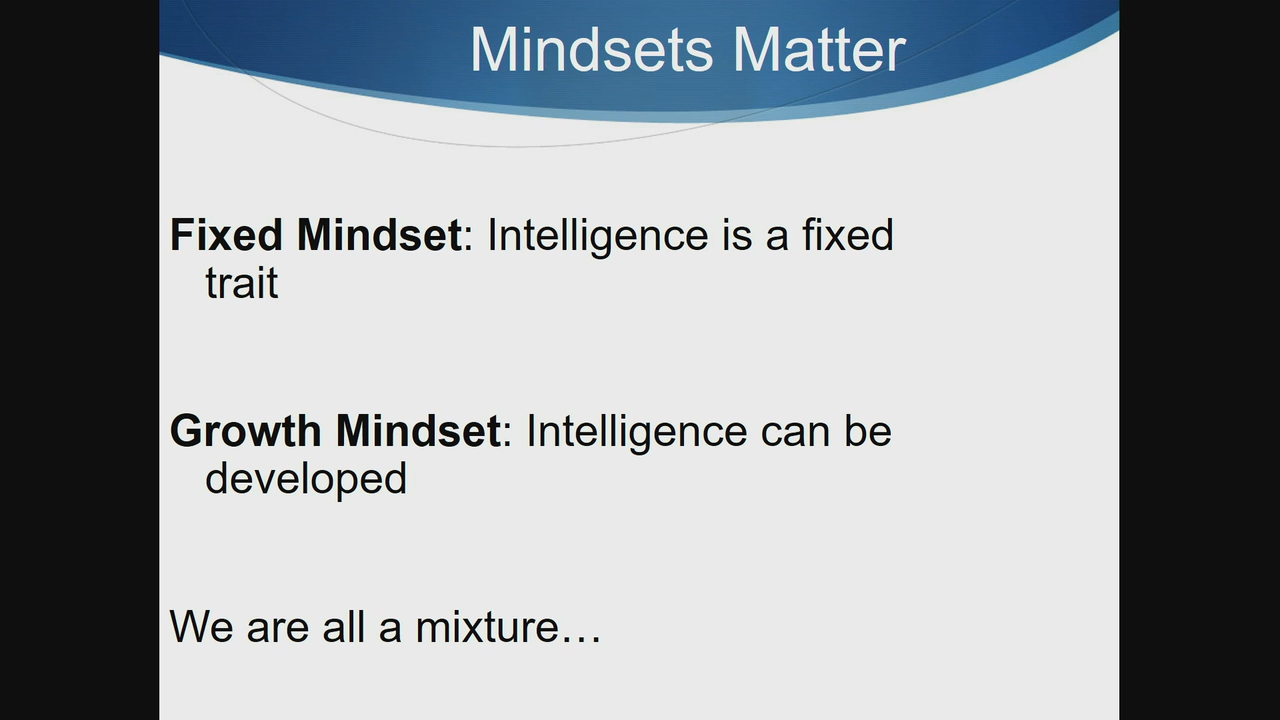 Mindsets Matter
Fixed Mindset: Intelligence is a fixed
trait
Growth Mindset: Intelligence can be
developed
We are all a mixture…